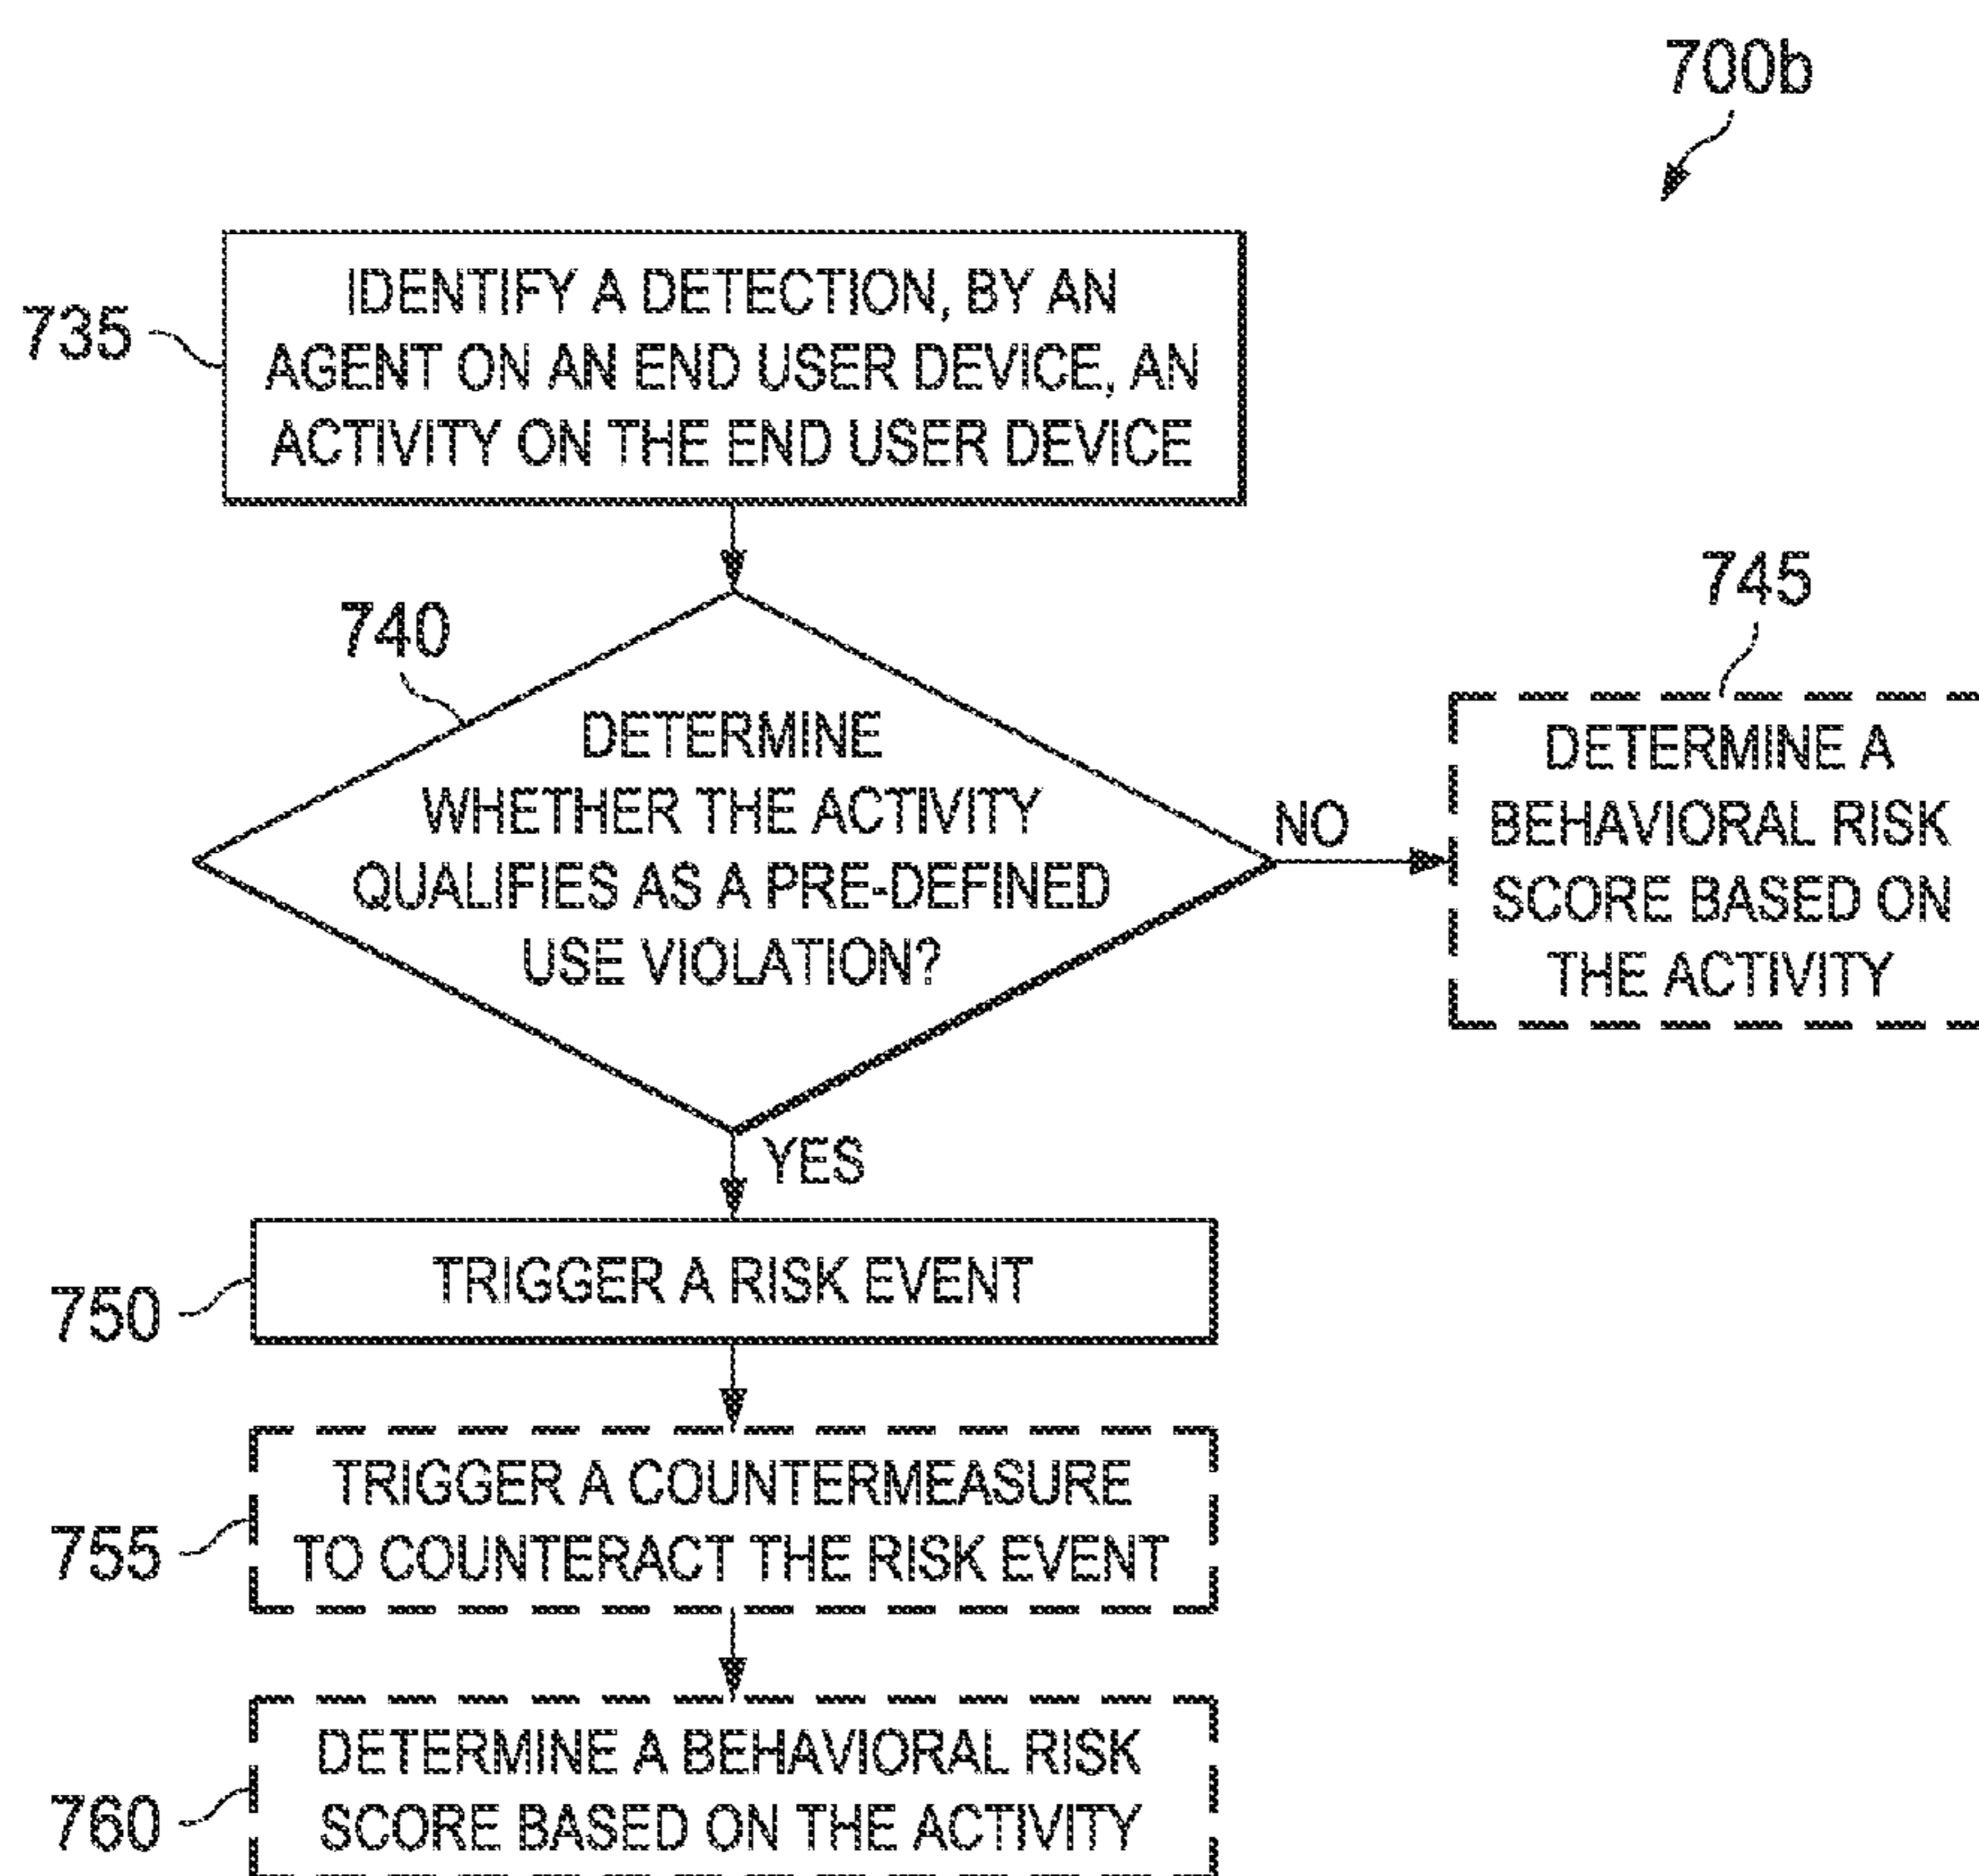 700b
735
IDENTIFY A DETECTION, BY AN
AGENT ON AN END USER DEVICE, AN
ACTIVITY ON THE END USER DEVICE
740
DETERMINE
WHETHER THE ACTIVITY
QUALIFIES AS A PRE-DEFINED
USE VIOLATION?
NO
745
DETERMINE A
BEHAVIORAL RISK
SCORE BASED ON
THE ACTIVITY
YES
750
TRIGGER A RISK EVENT
755
TRIGGER A COUNTERMEASURE
TO COUNTERACT THE RISK EVENT
760
DETERMINE A BEHAVIORAL RISK
SCORE BASED ON THE ACTIVITY